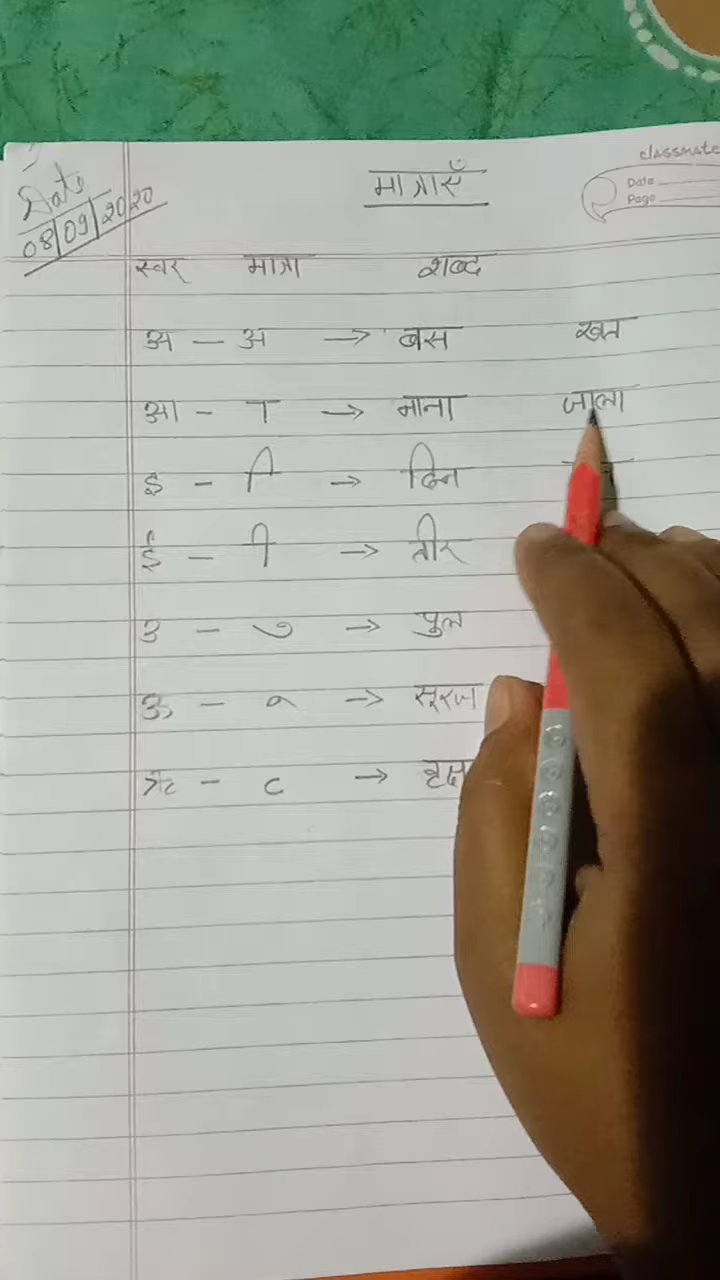 classmate
Date
Page
Date
08/09/2020
मात्राएँ
स्वर मात्रा शब्द
अ – अ → बस खत
आ – ा → नाना जाला
इ – ि → दिन
ई – ी → तीर
उ – ु → पुल
ऊ – ू → सूरज
ऋ – ृ → वृक्ष